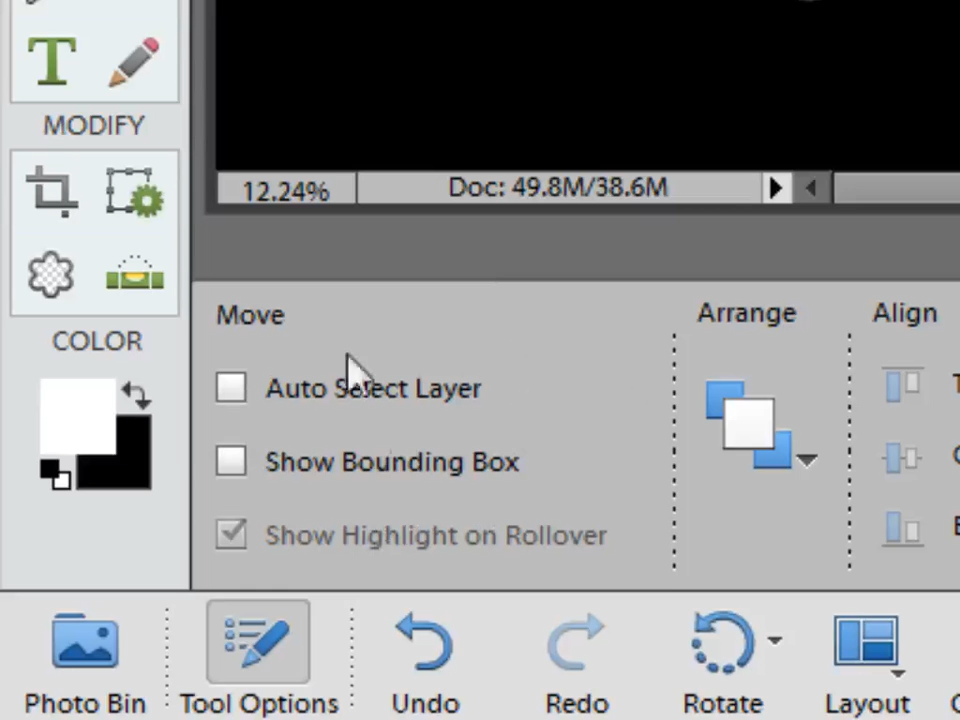 T
MODIFY
12.24%
Doc: 49.8M/38.6M
COLOR
Move
Arrange
Align
Auto Select Layer
Show Bounding Box
Show Highlight on Rollover
Photo Bin
Tool Options
Undo
Redo
Rotate
Layout